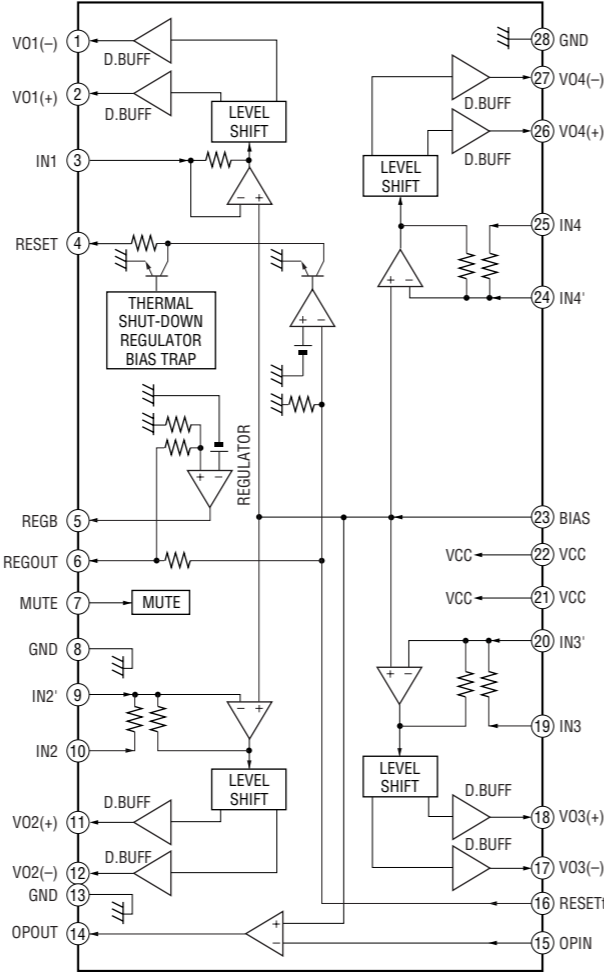 1
VO1(−)
D.BUFF
2
VO1(+)
D.BUFF
LEVEL
SHIFT
3
IN1
− +
4
RESET
THERMAL
SHUT-DOWN
REGULATOR
BIAS TRAP
+ −
REGULATOR
+ −
5
REGB
6
REGOUT
7
MUTE
MUTE
8
GND
9
IN2'
− +
10
IN2
LEVEL
SHIFT
D.BUFF
11
VO2(+)
D.BUFF
12
VO2(−)
13
GND
14
OPOUT
+
−
28
GND
27
VO4(−)
D.BUFF
26
VO4(+)
D.BUFF
LEVEL
SHIFT
25
IN4
+ −
24
IN4'
23
BIAS
VCC
22
VCC
VCC
21
VCC
20
IN3'
+ −
19
IN3
LEVEL
SHIFT
D.BUFF
18
VO3(+)
D.BUFF
17
VO3(−)
16
15
OPIN